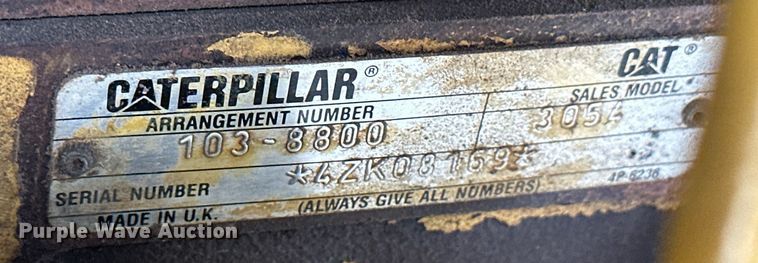 CATERPILLAR® CAT®
ARRANGEMENT NUMBER SALES MODEL
103-8800 3054
*4ZK08169*
SERIAL NUMBER 4P-6236
MADE IN U.K. (ALWAYS GIVE ALL NUMBERS)
Purple Wave Auction